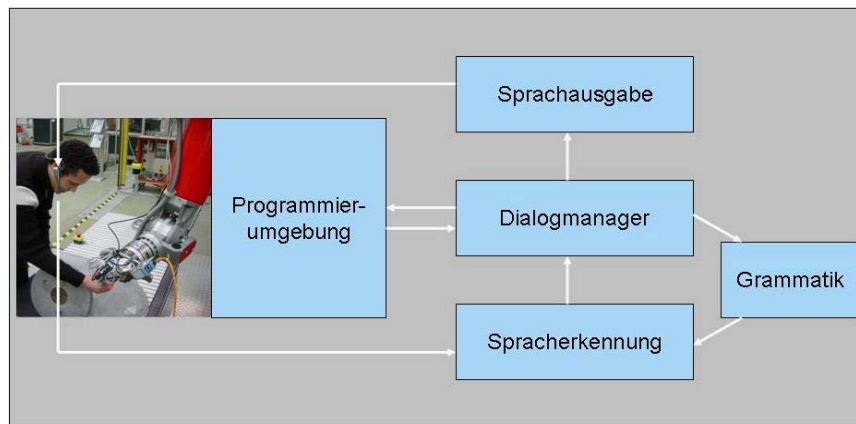 Sprachausgabe
Programmier-
umgebung
Dialogmanager
Grammatik
Spracherkennung